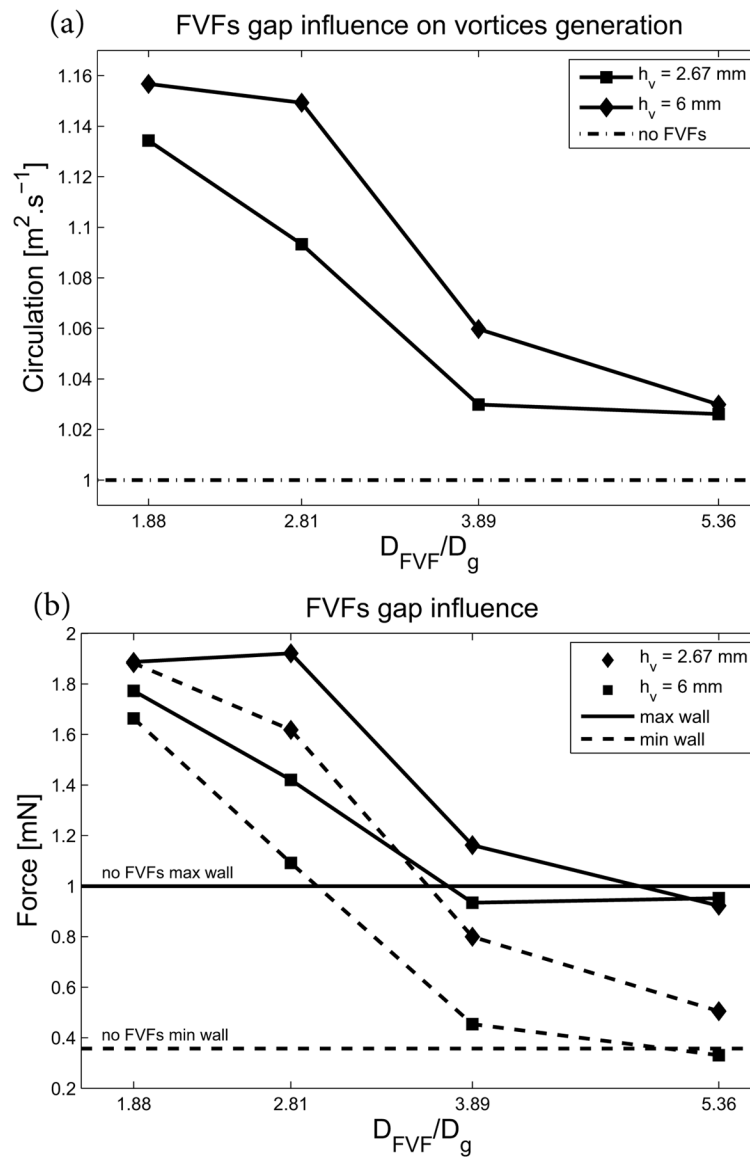 (a)
FVFs gap influence on vortices generation
h_v = 2.67 mm
h_v = 6 mm
no FVFs
Circulation [m².s⁻¹]
1.16
1.14
1.12
1.1
1.08
1.06
1.04
1.02
1
1.88 2.81 3.89 5.36
D_FVF/D_g
(b)
FVFs gap influence
h_v = 2.67 mm
h_v = 6 mm
max wall
min wall
Force [mN]
2
1.8
1.6
1.4
1.2
1
0.8
0.6
0.4
0.2
no FVFs max wall
no FVFs min wall
1.88 2.81 3.89 5.36
D_FVF/D_g